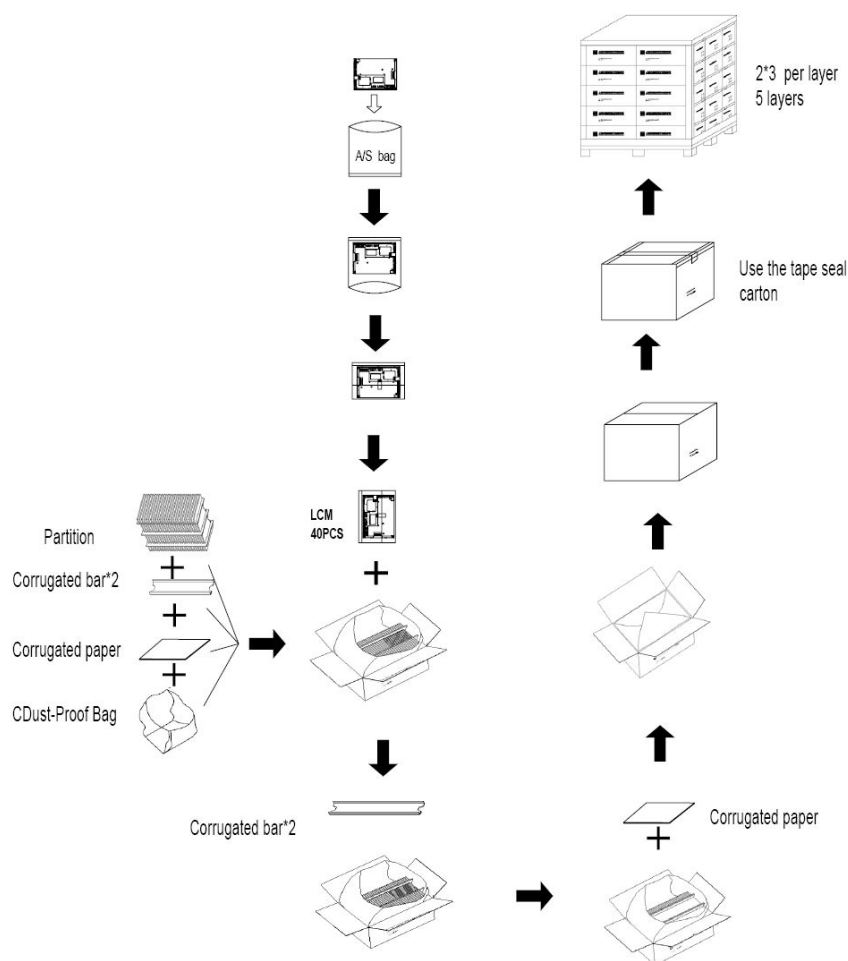 A/S bag
LCM
40PCS
Partition
Corrugated bar*2
Corrugated paper
CDust-Proof Bag
Corrugated bar*2
Corrugated paper
Use the tape seal
carton
2*3 per layer
5 layers